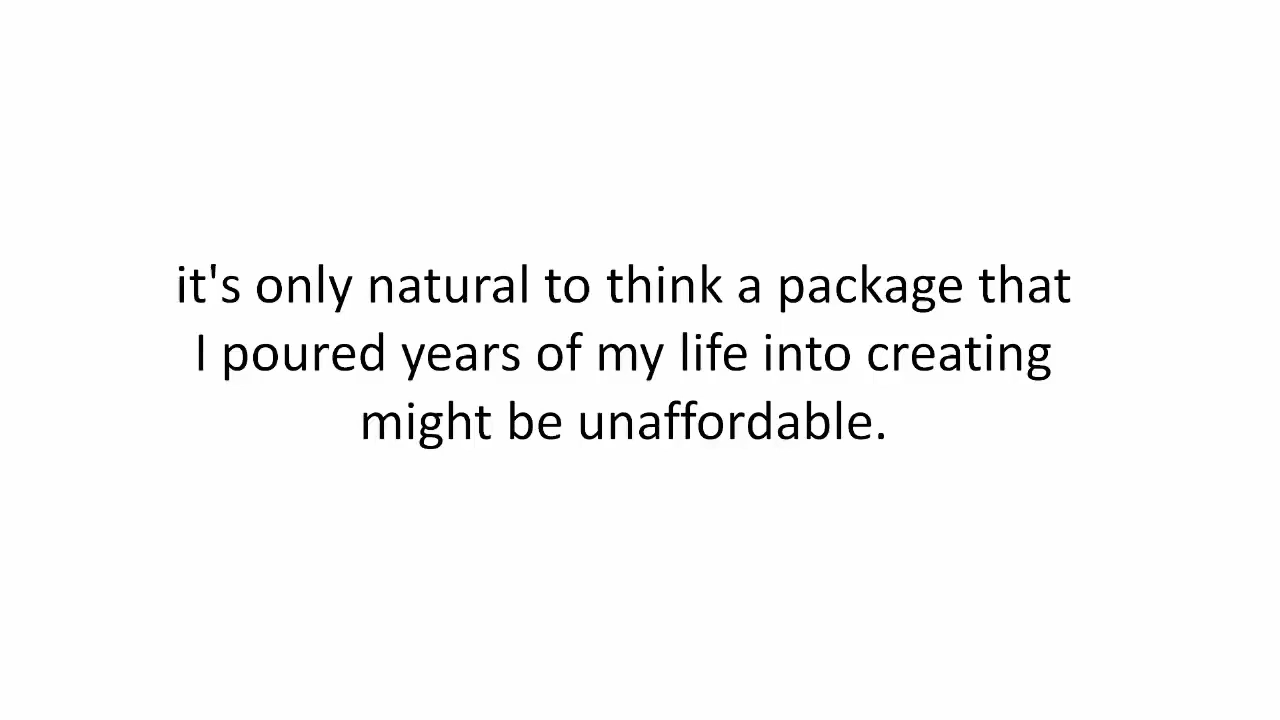 it's only natural to think a package that
I poured years of my life into creating
might be unaffordable.